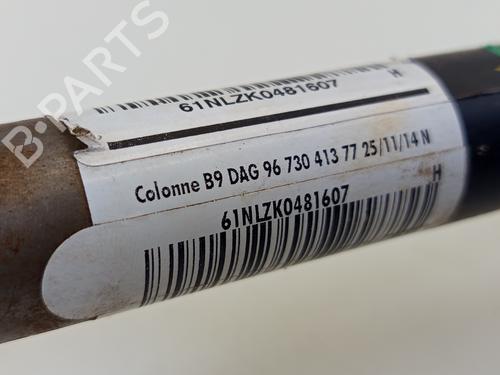 61NLZK0481607 H
Colonne B9 DAG 96 730 413 77 25/11/14 N
61NLZK0481607 H
B-PARTS